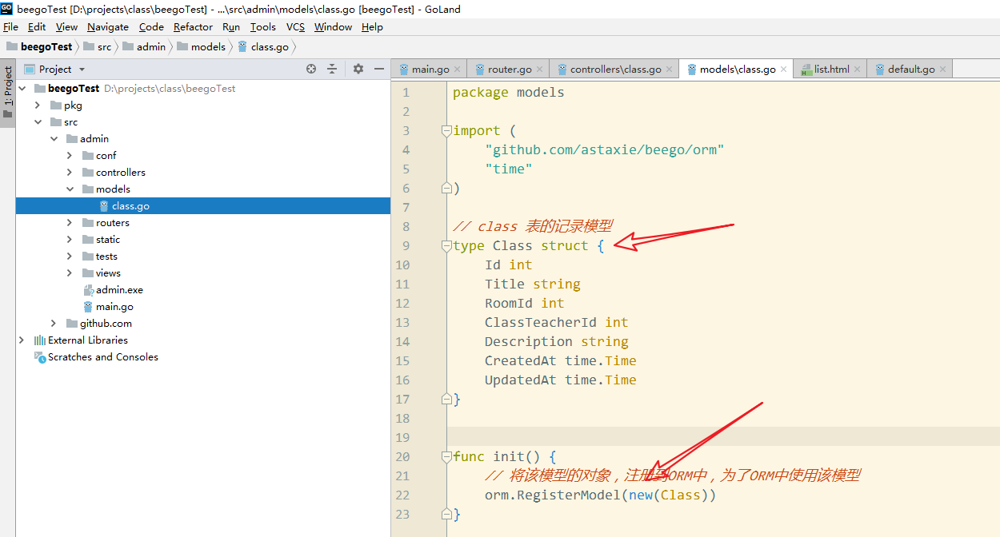 beegoTest [D:\projects\class\beegoTest] - ...\src\admin\models\class.go [beegoTest] - GoLand
File Edit View Navigate Code Refactor Run Tools VCS Window Help
beegoTest src admin models class.go
1: Project
Project
beegoTest D:\projects\class\beegoTest
pkg
src
admin
conf
controllers
models
class.go
routers
static
tests
views
admin.exe
main.go
github.com
External Libraries
Scratches and Consoles
main.go router.go controllers\class.go models\class.go list.html default.go
1 package models
2
3 import (
4 "github.com/astaxie/beego/orm"
5 "time"
6 )
7
8 // class 表的记录模型
9 type Class struct {
10 Id int
11 Title string
12 RoomId int
13 ClassTeacherId int
14 Description string
15 CreatedAt time.Time
16 UpdatedAt time.Time
17 }
18
19
20 func init() {
21 // 将该模型的对象，注册到ORM中，为了ORM中使用该模型
22 orm.RegisterModel(new(Class))
23 }